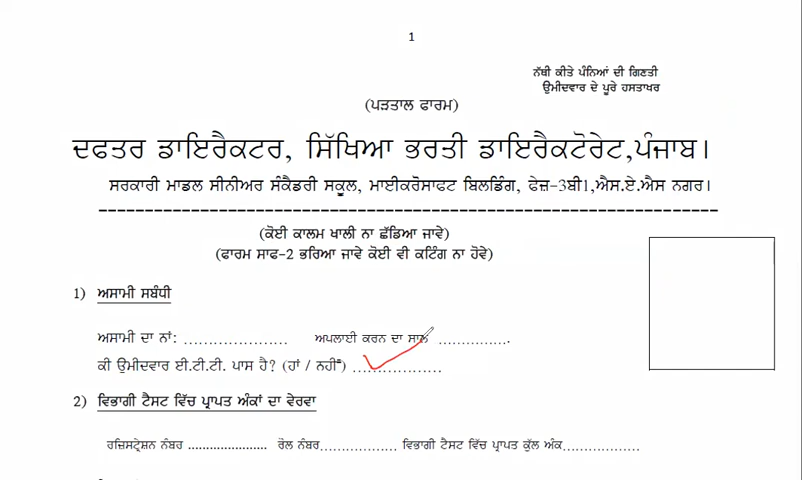 1
ਨੱਥੀ ਕੀਤੇ ਪੰਨਿਆਂ ਦੀ ਗਿਣਤੀ
ਉਮੀਦਵਾਰ ਦੇ ਪੂਰੇ ਹਸਤਾਖਰ
(ਪੜਤਾਲ ਫਾਰਮ)
ਦਫਤਰ ਡਾਇਰੈਕਟਰ, ਸਿੱਖਿਆ ਭਰਤੀ ਡਾਇਰੈਕਟੋਰੇਟ,ਪੰਜਾਬ।
ਸਰਕਾਰੀ ਮਾਡਲ ਸੀਨੀਅਰ ਸੰਕੈਡਰੀ ਸਕੂਲ, ਮਾਈਕਰੋਸਾਫਟ ਬਿਲਡਿੰਗ, ਫੇਜ਼-3ਬੀ1,ਐਸ.ਏ.ਐਸ ਨਗਰ।
(ਕੋਈ ਕਾਲਮ ਖਾਲੀ ਨਾ ਛੱਡਿਆ ਜਾਵੇ)
(ਫਾਰਮ ਸਾਫ-2 ਭਰਿਆ ਜਾਵੇ ਕੋਈ ਵੀ ਕਟਿੰਗ ਨਾ ਹੋਵੇ)
1) ਅਸਾਮੀ ਸਬੰਧੀ
ਅਸਾਮੀ ਦਾ ਨਾਂ: ...................... ਅਪਲਾਈ ਕਰਨ ਦਾ ਸਾਲ ...............
ਕੀ ਉਮੀਦਵਾਰ ਈ.ਟੀ.ਟੀ. ਪਾਸ ਹੈ? (ਹਾਂ / ਨਹੀਂ) ...................
2) ਵਿਭਾਗੀ ਟੈਸਟ ਵਿੱਚ ਪ੍ਰਾਪਤ ਅੰਕਾਂ ਦਾ ਵੇਰਵਾ
ਰਜ਼ਿਸਟ੍ਰੇਸ਼ਨ ਨੰਬਰ ....................... ਰੋਲ ਨੰਬਰ.................. ਵਿਭਾਗੀ ਟੈਸਟ ਵਿੱਚ ਪ੍ਰਾਪਤ ਕੁੱਲ ਅੰਕ..................